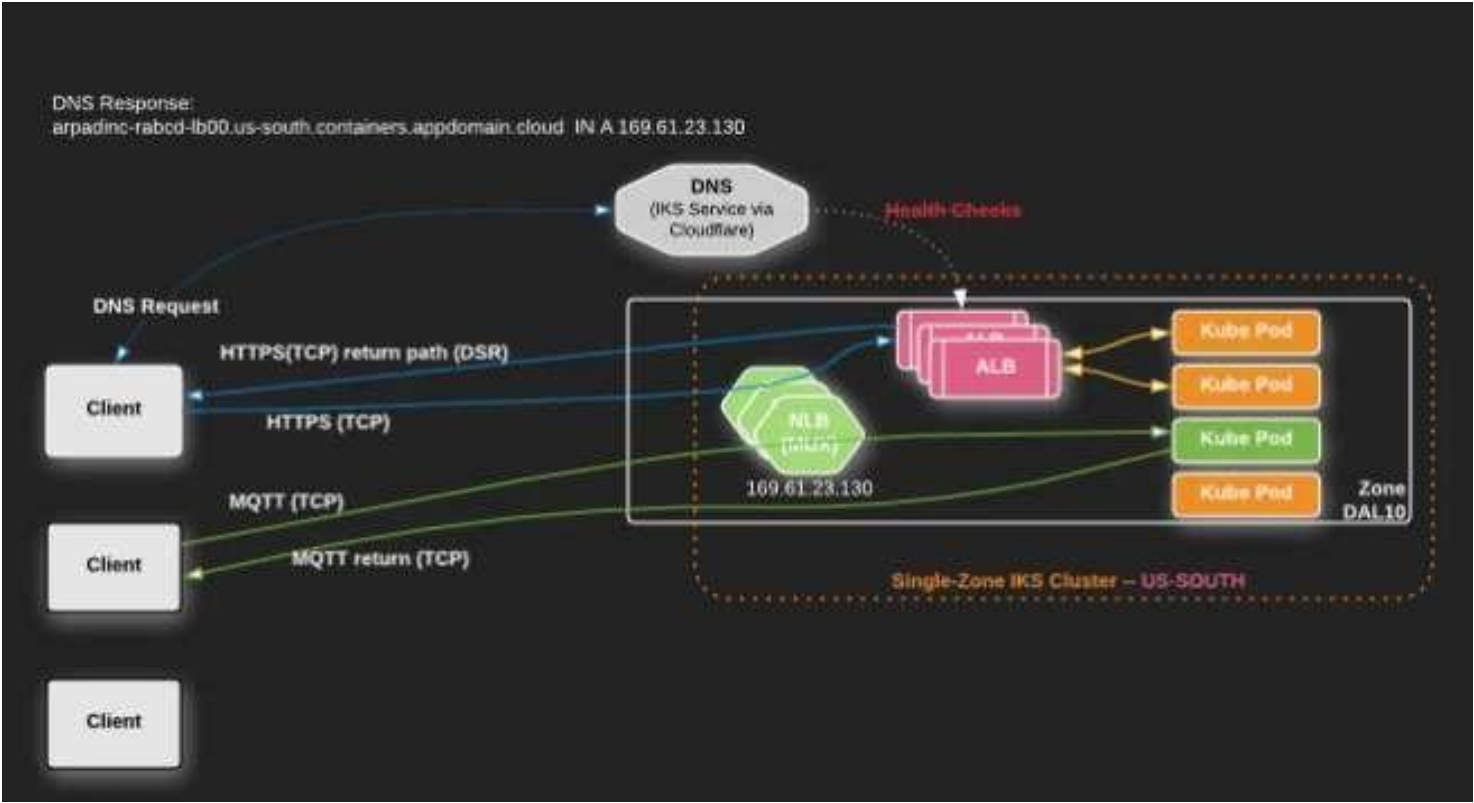 DNS Response:
arpadinc-rabcd-lb00.us-south.containers.appdomain.cloud IN A 169.61.23.130
DNS
(IKS Service via
Cloudflare)
Health Checks
DNS Request
HTTPS(TCP) return path (DSR)
Client
HTTPS (TCP)
ALB
ALB
Kube Pod
Kube Pod
Kube Pod
Kube Pod
NLB
(MUX)
169.61.23.130
Zone
DAL10
MQTT (TCP)
Client
MQTT return (TCP)
Single-Zone IKS Cluster – US-SOUTH
Client